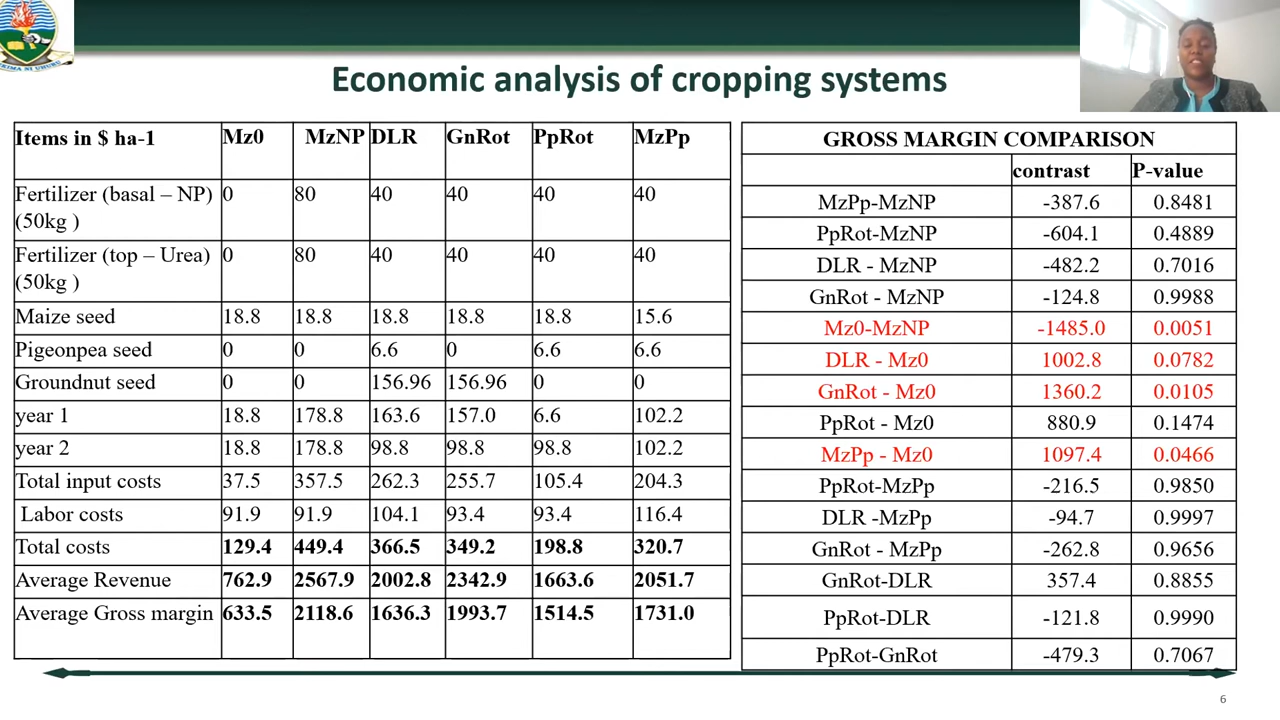 Economic analysis of cropping systems
Items in $ ha-1 Mz0 MzNP DLR GnRot PpRot MzPp
Fertilizer (basal – NP) 0 80 40 40 40 40
(50kg )
Fertilizer (top – Urea) 0 80 40 40 40 40
(50kg )
Maize seed 18.8 18.8 18.8 18.8 18.8 15.6
Pigeonpea seed 0 0 6.6 0 6.6 6.6
Groundnut seed 0 0 156.96 156.96 0 0
year 1 18.8 178.8 163.6 157.0 6.6 102.2
year 2 18.8 178.8 98.8 98.8 98.8 102.2
Total input costs 37.5 357.5 262.3 255.7 105.4 204.3
Labor costs 91.9 91.9 104.1 93.4 93.4 116.4
Total costs 129.4 449.4 366.5 349.2 198.8 320.7
Average Revenue 762.9 2567.9 2002.8 2342.9 1663.6 2051.7
Average Gross margin 633.5 2118.6 1636.3 1993.7 1514.5 1731.0
GROSS MARGIN COMPARISON
contrast P-value
MzPp-MzNP -387.6 0.8481
PpRot-MzNP -604.1 0.4889
DLR - MzNP -482.2 0.7016
GnRot - MzNP -124.8 0.9988
Mz0-MzNP -1485.0 0.0051
DLR - Mz0 1002.8 0.0782
GnRot - Mz0 1360.2 0.0105
PpRot - Mz0 880.9 0.1474
MzPp - Mz0 1097.4 0.0466
PpRot-MzPp -216.5 0.9850
DLR -MzPp -94.7 0.9997
GnRot - MzPp -262.8 0.9656
GnRot-DLR 357.4 0.8855
PpRot-DLR -121.8 0.9990
PpRot-GnRot -479.3 0.7067
6